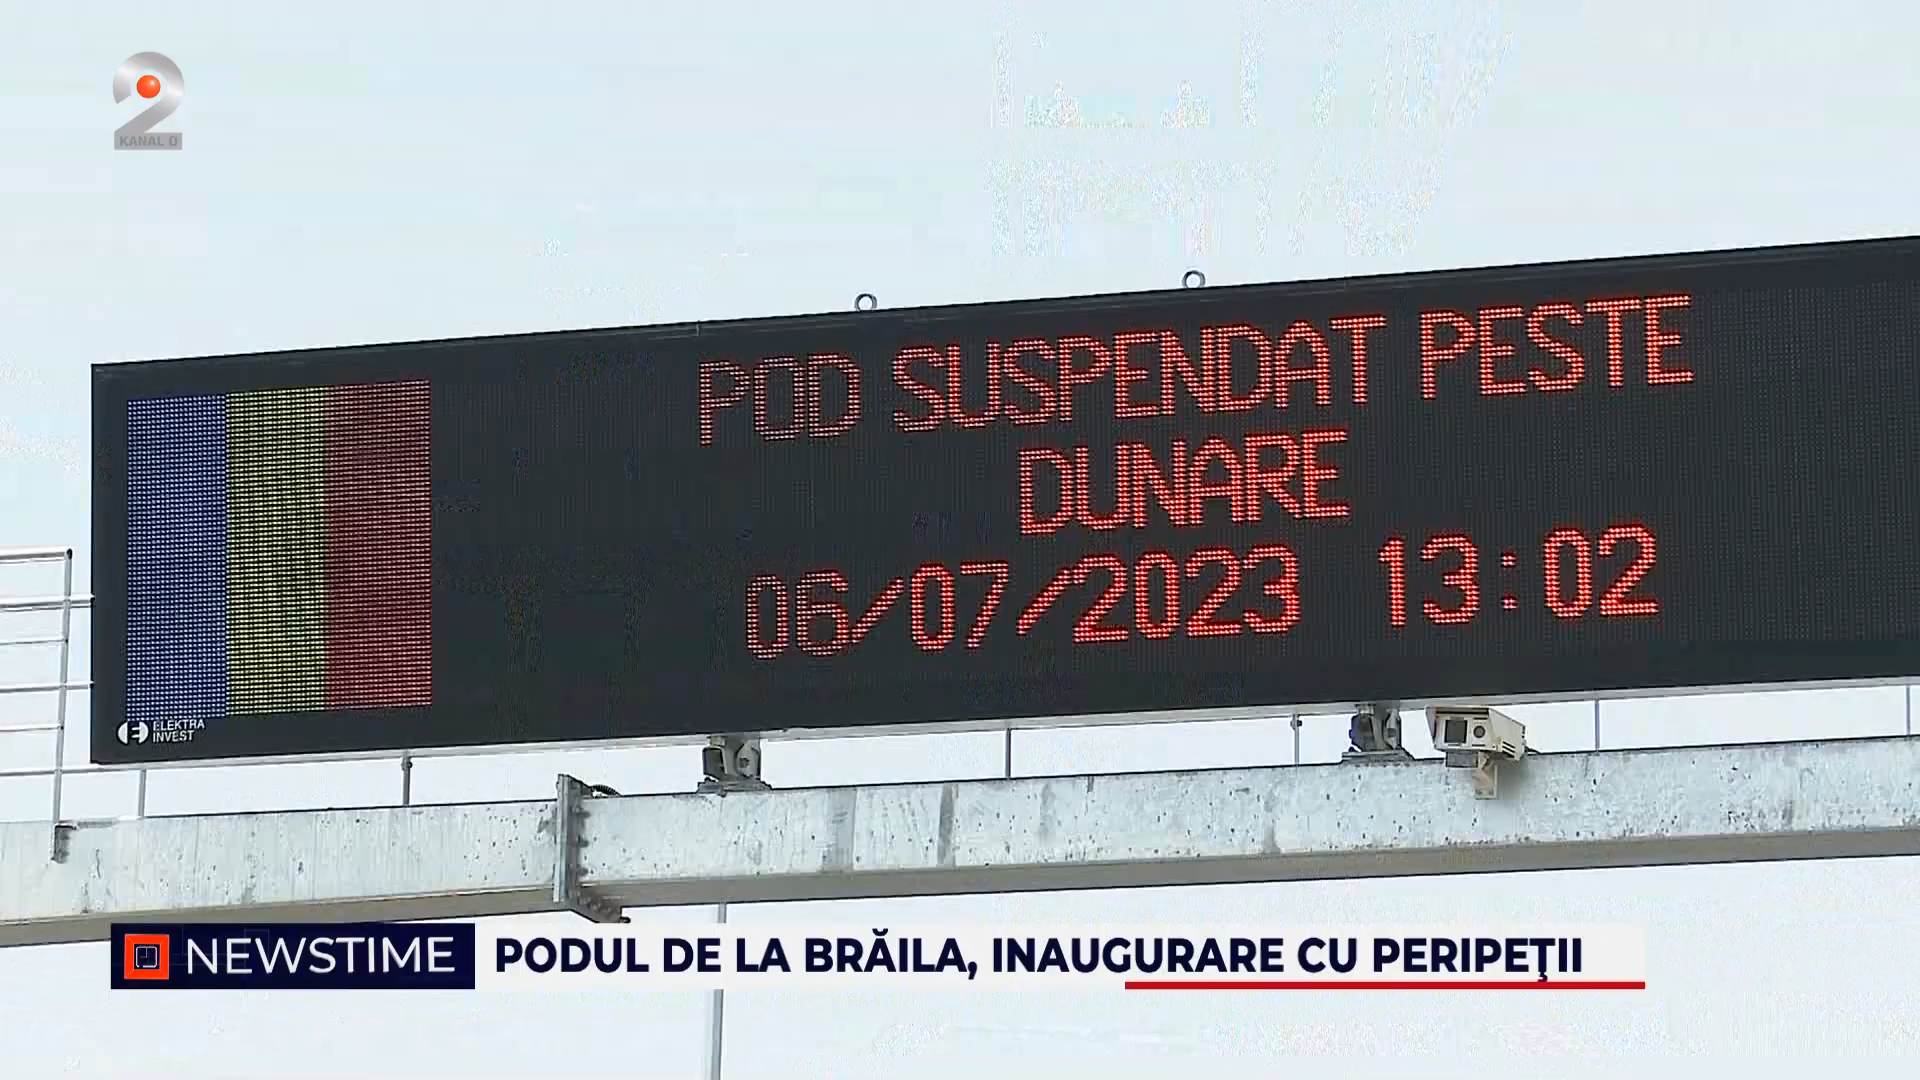 2
KANAL D
POD SUSPENDAT PESTE
DUNARE
06/07/2023 13:02
ELEKTRA
INVEST
NEWSTIME
PODUL DE LA BRĂILA, INAUGURARE CU PERIPEŢII